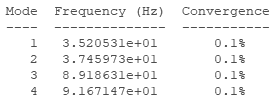 Mode Frequency (Hz) Convergence
---- -------------- -----------
1 3.520531e+01 0.1%
2 3.745973e+01 0.1%
3 8.918631e+01 0.1%
4 9.167147e+01 0.1%